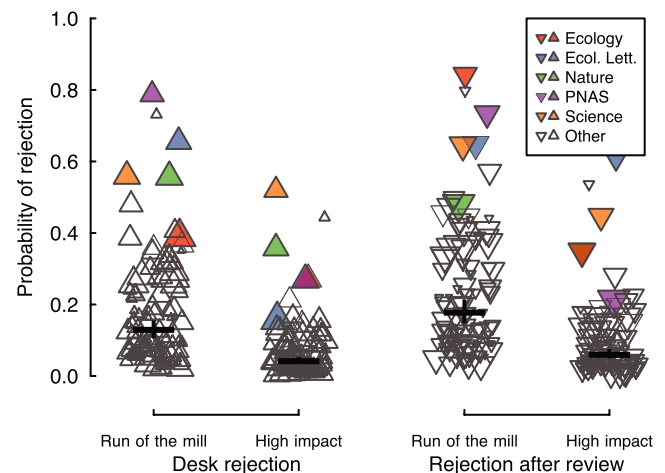 1.0
0.8
0.6
0.4
0.2
0.0
Probability of rejection
Ecology
Ecol. Lett.
Nature
PNAS
Science
Other
Run of the mill High impact Run of the mill High impact
Desk rejection Rejection after review